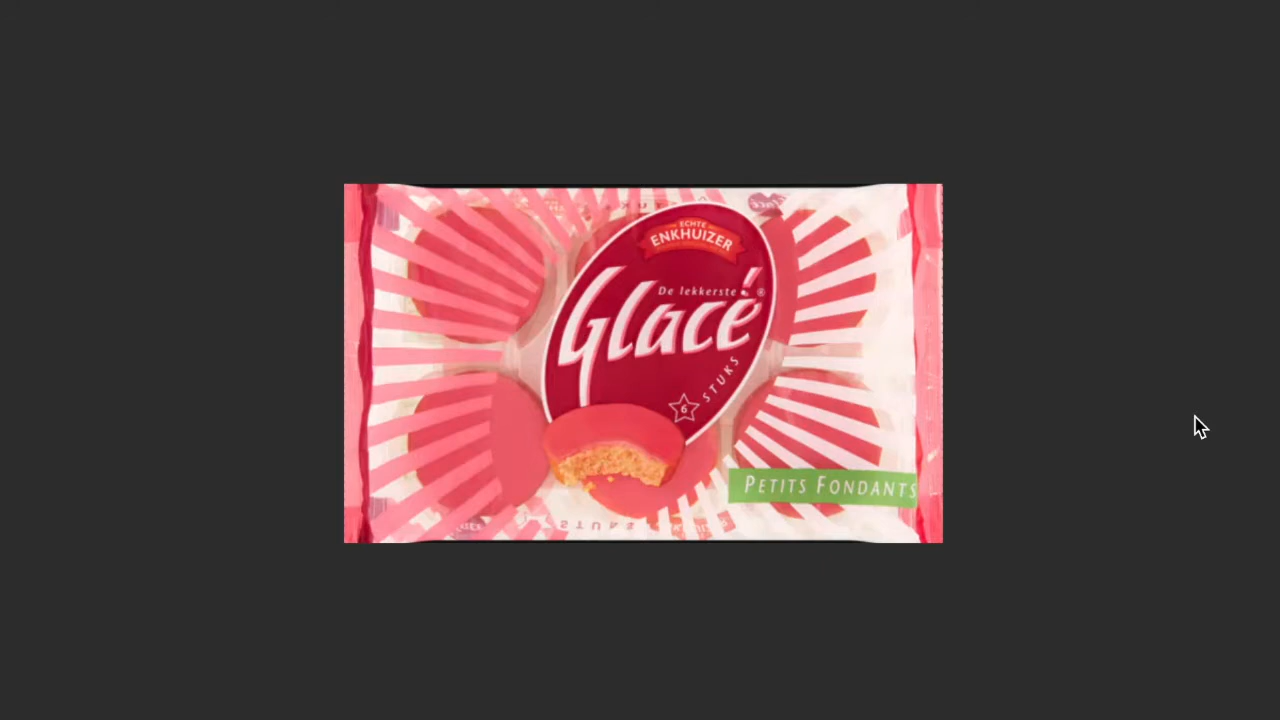 ECHTE
ENKHUIZER
De lekkerste
Glacé®
6 STUKS
PETITS FONDANTS